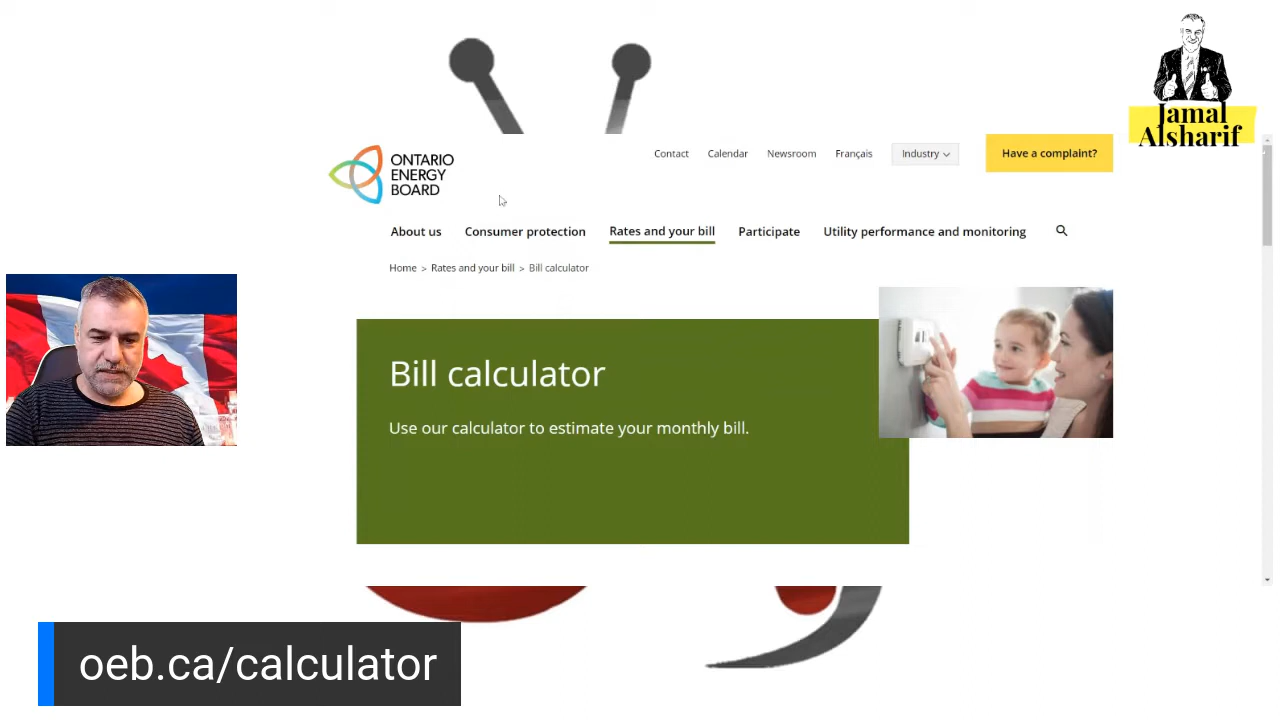 Jamal
Alsharif
ONTARIO
ENERGY
BOARD
Contact Calendar Newsroom Français Industry Have a complaint?
About us Consumer protection Rates and your bill Participate Utility performance and monitoring
Home > Rates and your bill > Bill calculator
Bill calculator
Use our calculator to estimate your monthly bill.
oeb.ca/calculator